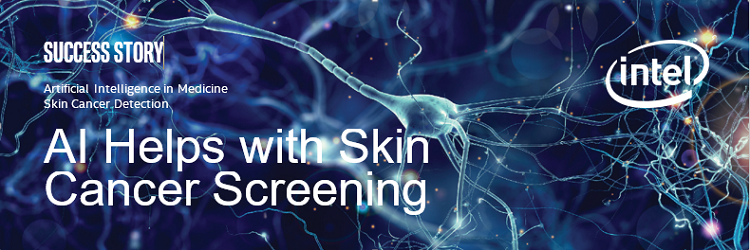 SUCCESS STORY
intel
Artificial Intelligence in Medicine
Skin Cancer Detection
AI Helps with Skin
Cancer Screening